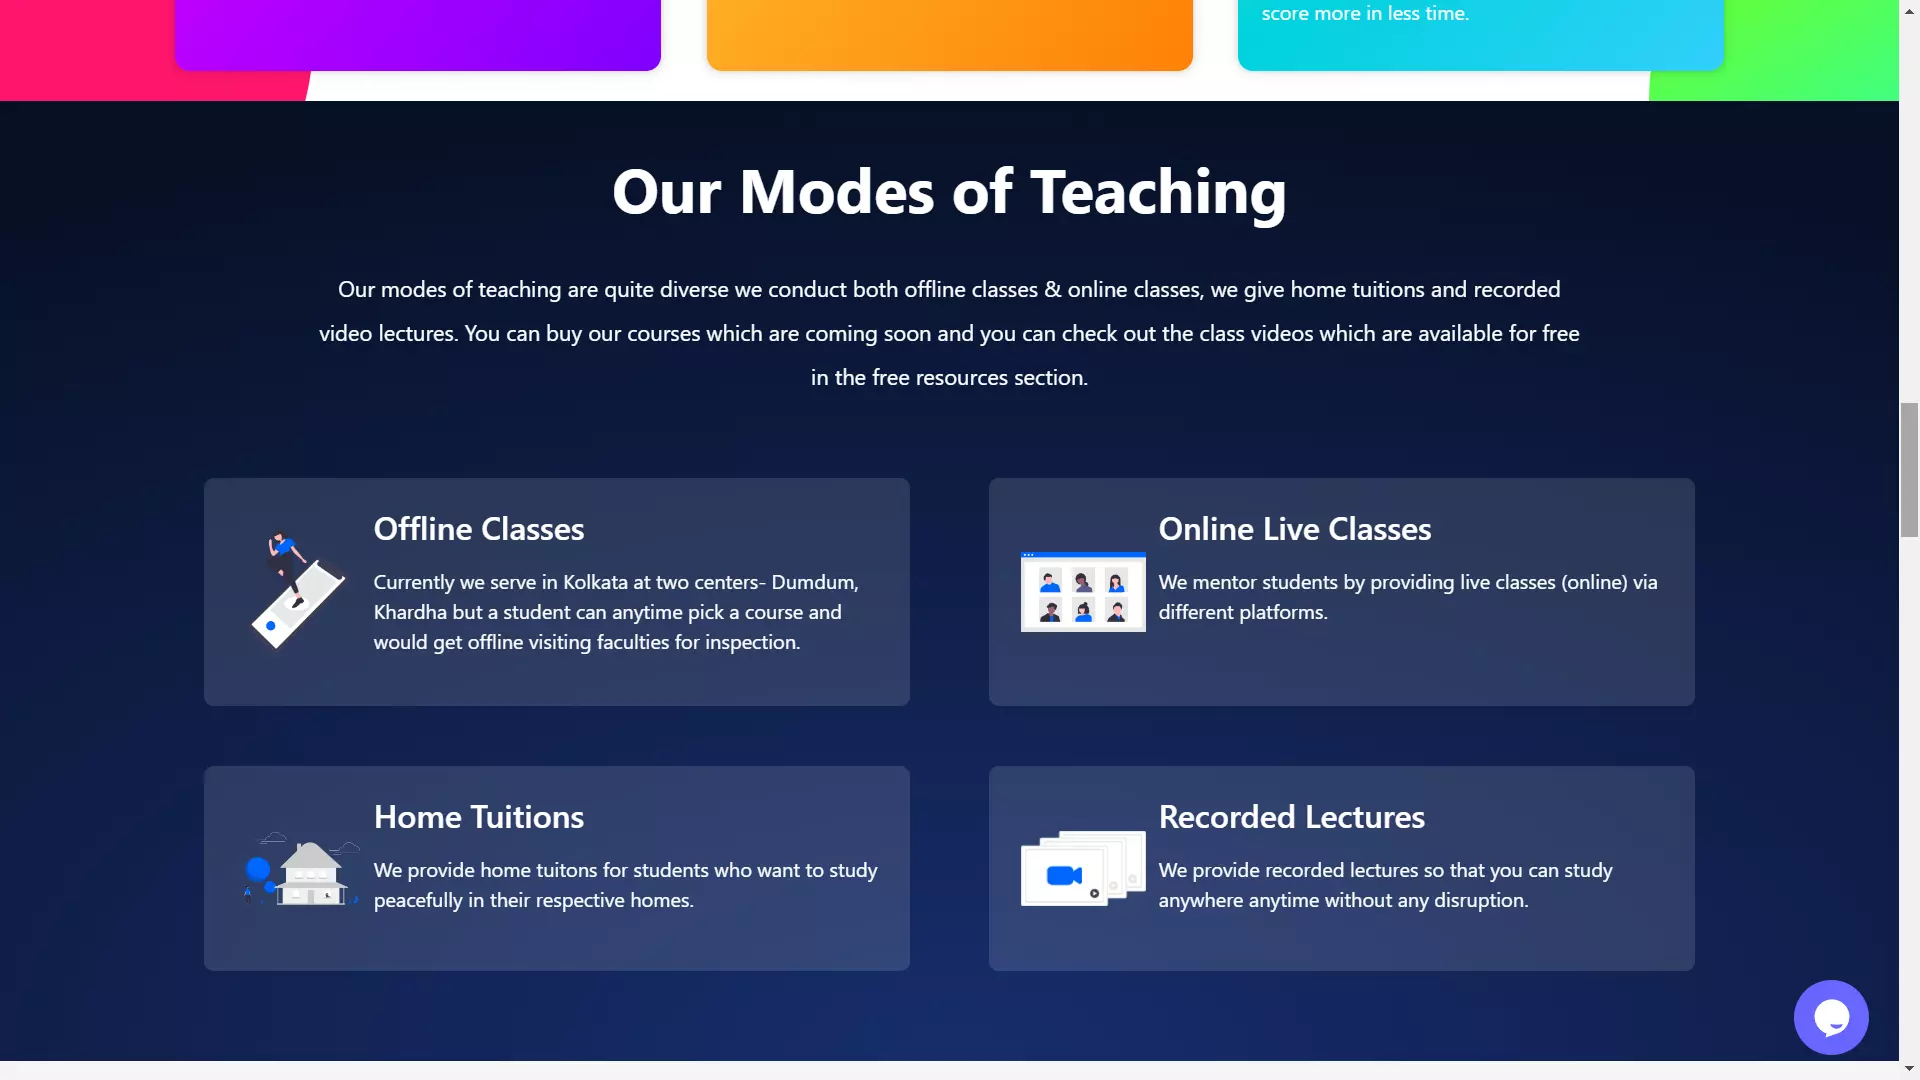 score more in less time.
Our Modes of Teaching
Our modes of teaching are quite diverse we conduct both offline classes & online classes, we give home tuitions and recorded
video lectures. You can buy our courses which are coming soon and you can check out the class videos which are available for free
in the free resources section.
Offline Classes
Currently we serve in Kolkata at two centers- Dumdum,
Khardha but a student can anytime pick a course and
would get offline visiting faculties for inspection.
Online Live Classes
We mentor students by providing live classes (online) via
different platforms.
Home Tuitions
We provide home tuitons for students who want to study
peacefully in their respective homes.
Recorded Lectures
We provide recorded lectures so that you can study
anywhere anytime without any disruption.